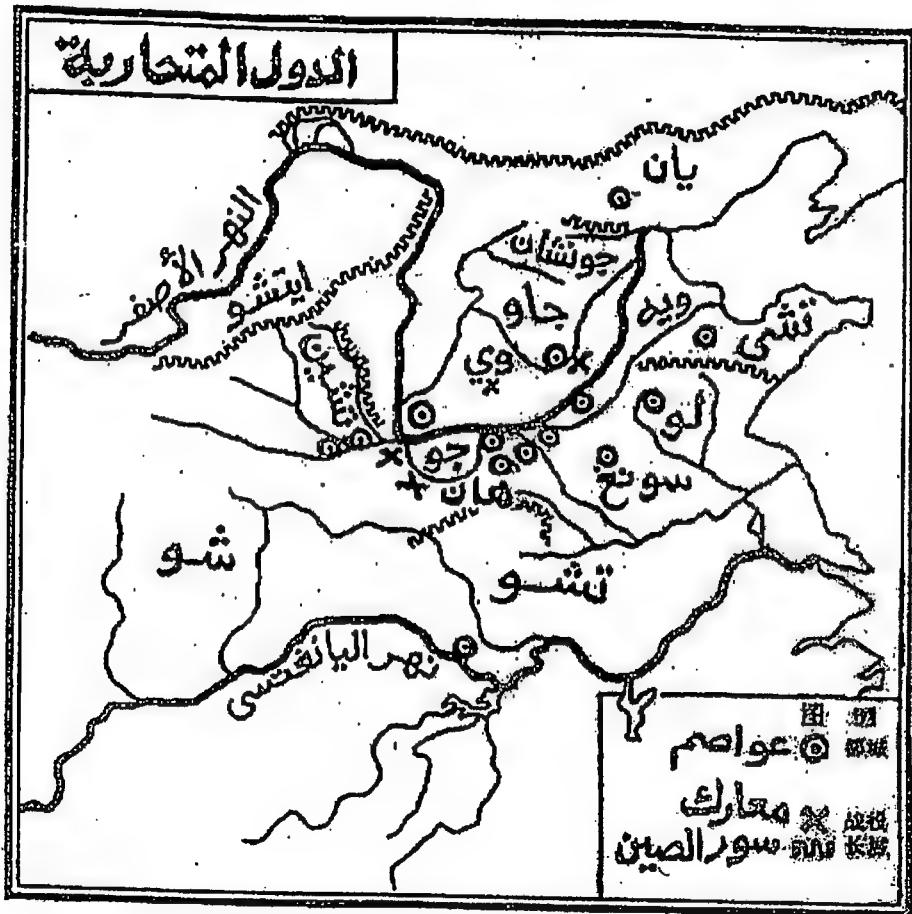 الدول المتحاربة
يان
النهر الأصفر
جونشان
ايتشو
جاو
ويه
تشي
تشين
وي
لو
جو
سونغ
هان
شو
تشو
نهر اليانغتسي
عواصم
معارك
سور الصين